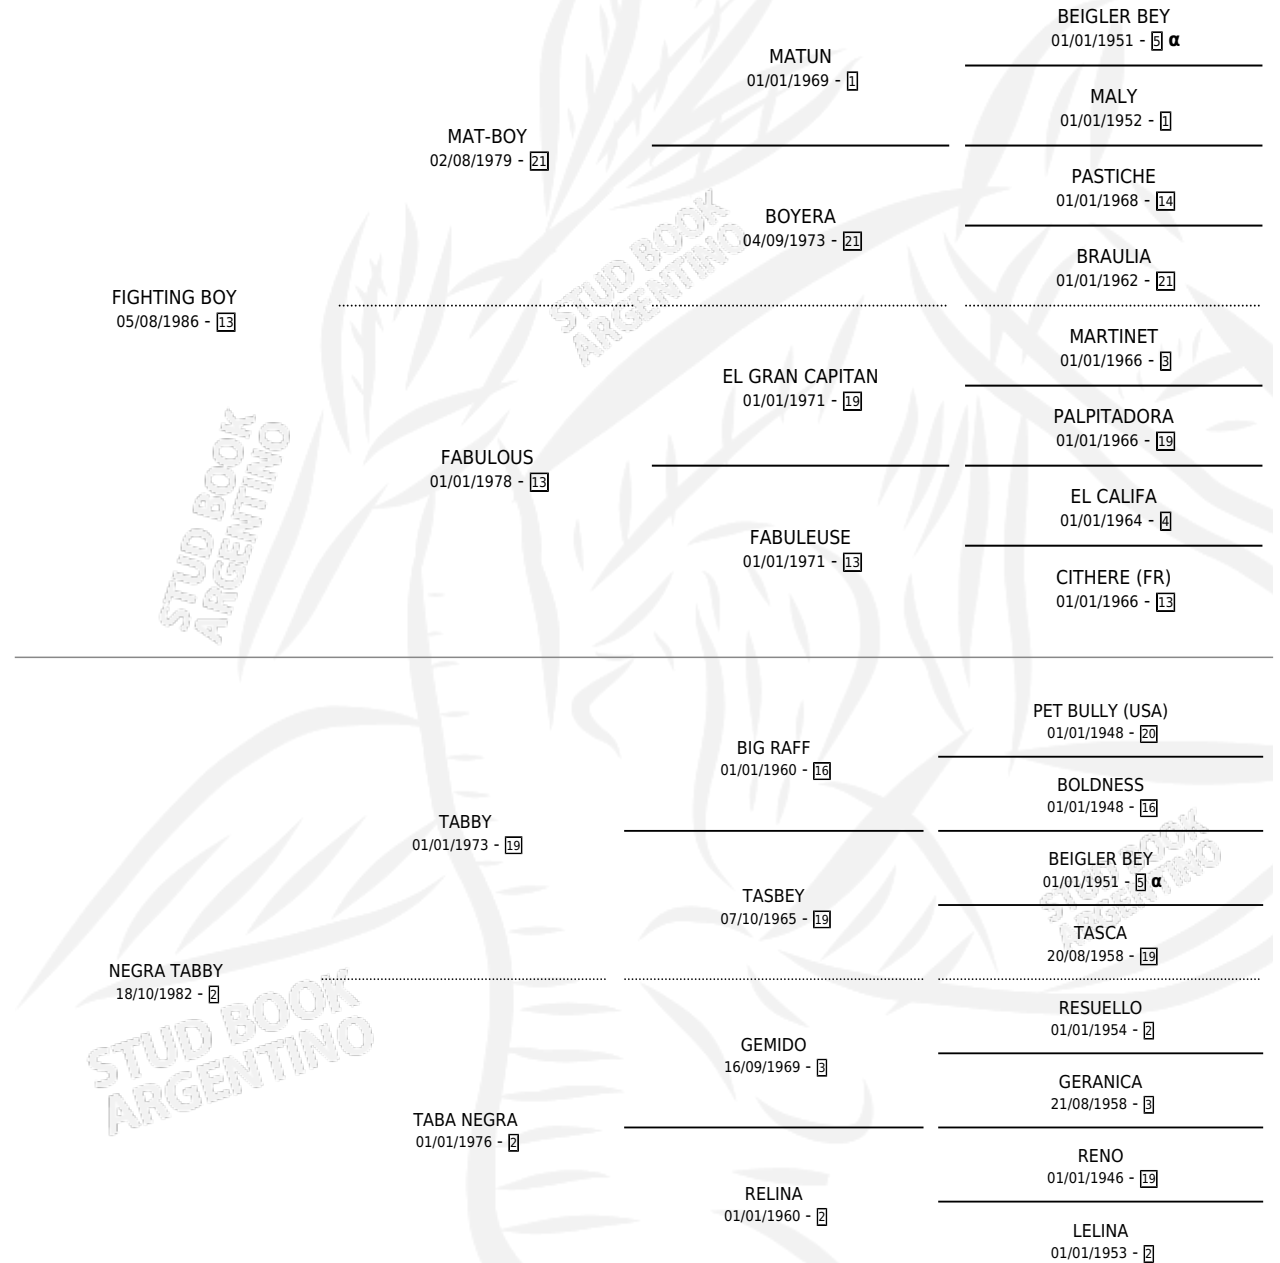 BEIGLER BEY
01/01/1951 - 5 α
MATUN
01/01/1969 - 1
MALY
01/01/1952 - 1
MAT-BOY
02/08/1979 - 21
PASTICHE
01/01/1968 - 14
BOYERA
04/09/1973 - 21
BRAULIA
01/01/1962 - 21
FIGHTING BOY
05/08/1986 - 13
MARTINET
01/01/1966 - 3
EL GRAN CAPITAN
01/01/1971 - 19
PALPITADORA
01/01/1966 - 19
FABULOUS
01/01/1978 - 13
EL CALIFA
01/01/1964 - 4
FABULEUSE
01/01/1971 - 13
CITHERE (FR)
01/01/1966 - 13
PET BULLY (USA)
01/01/1948 - 20
BIG RAFF
01/01/1960 - 16
BOLDNESS
01/01/1948 - 16
TABBY
01/01/1973 - 19
BEIGLER BEY
01/01/1951 - 5 α
TASBEY
07/10/1965 - 19
TASCA
20/08/1958 - 19
NEGRA TABBY
18/10/1982 - 2
RESUELLO
01/01/1954 - 2
GEMIDO
16/09/1969 - 3
GERANICA
21/08/1958 - 3
TABA NEGRA
01/01/1976 - 2
RENO
01/01/1946 - 19
RELINA
01/01/1960 - 2
LELINA
01/01/1953 - 2
STUD BOOK
ARGENTINO
STUD BOOK
ARGENTINO
STUD BOOK
ARGENTINO
STUD BOOK
ARGENTINO